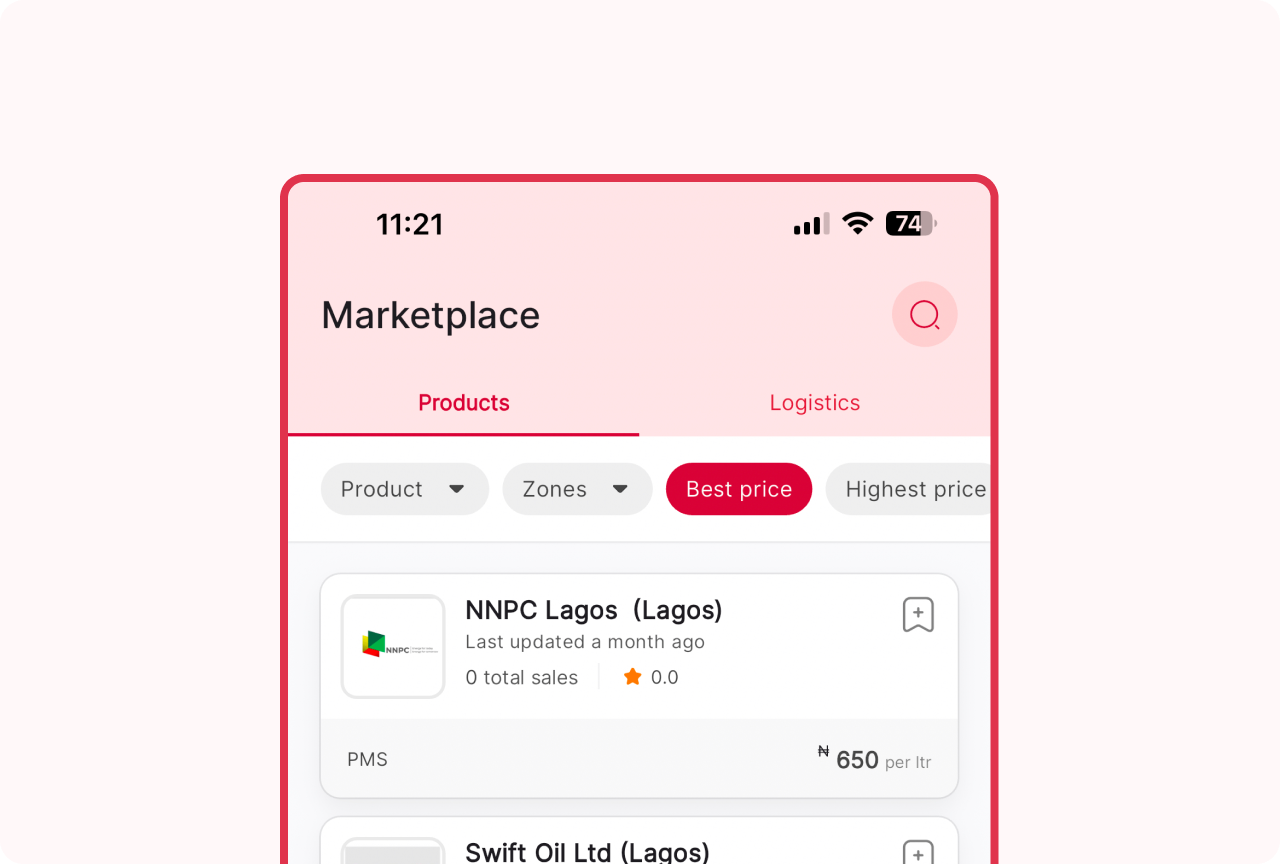 11:21 74
Marketplace
Products Logistics
Product Zones Best price Highest price
NNPC Lagos (Lagos)
Last updated a month ago
NNPC
0 total sales 0.0
PMS ₦ 650 per ltr
Swift Oil Ltd (Lagos)